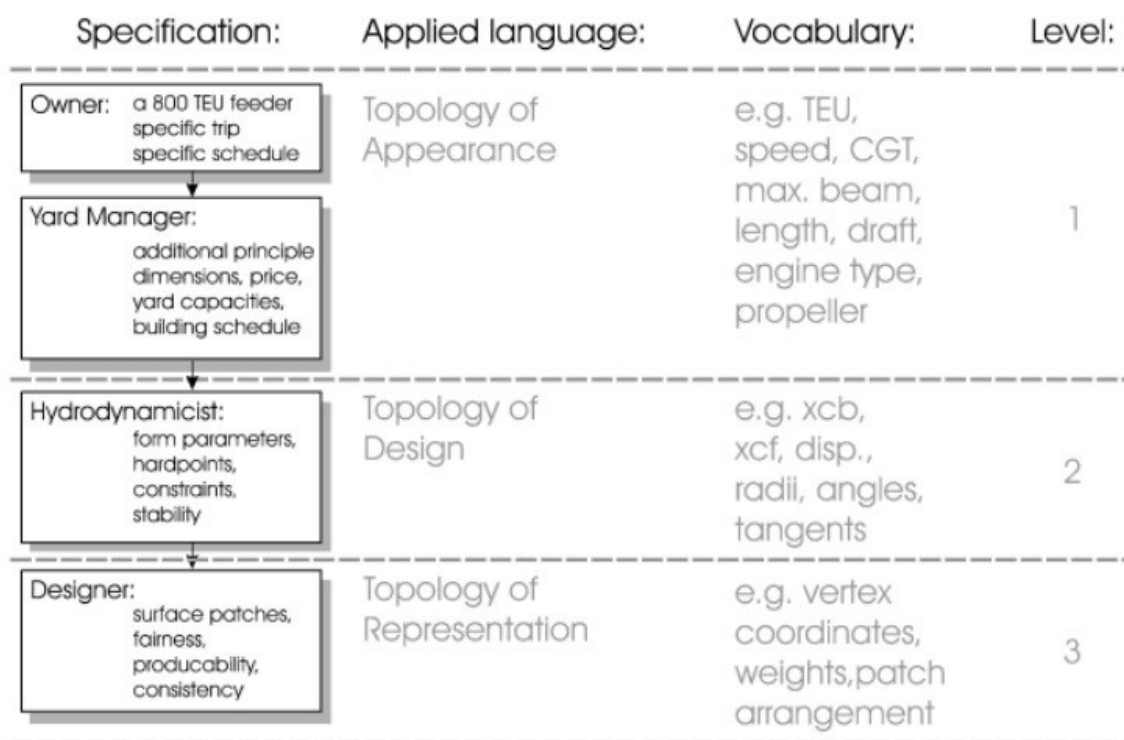 Specification: Applied language: Vocabulary: Level:
Owner: a 800 TEU feeder
specific trip
specific schedule
Topology of
Appearance
e.g. TEU,
speed, CGT,
max. beam,
length, draft,
engine type,
propeller
1
Yard Manager:
additional principle
dimensions, price,
yard capacities,
building schedule
Hydrodynamicist:
form parameters,
hardpoints,
constraints,
stability
Topology of
Design
e.g. xcb,
xcf, disp.,
radii, angles,
tangents
2
Designer:
surface patches,
fairness,
producability,
consistency
Topology of
Representation
e.g. vertex
coordinates,
weights,patch
arrangement
3